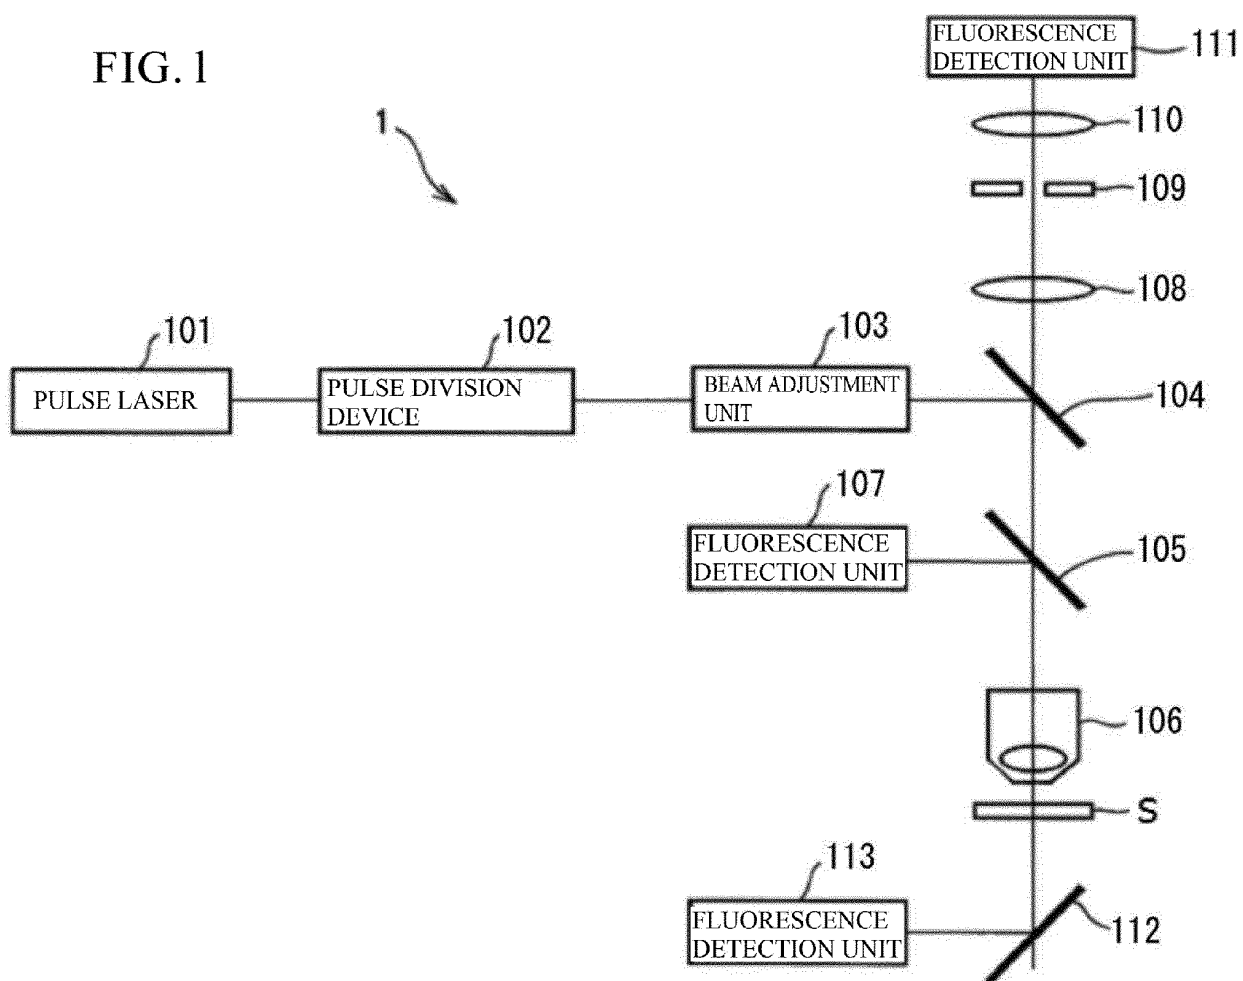 FIG. 1
1
FLUORESCENCE
DETECTION UNIT
111
110
109
108
101
PULSE LASER
102
PULSE DIVISION
DEVICE
103
BEAM ADJUSTMENT
UNIT
104
107
FLUORESCENCE
DETECTION UNIT
105
106
S
113
FLUORESCENCE
DETECTION UNIT
112